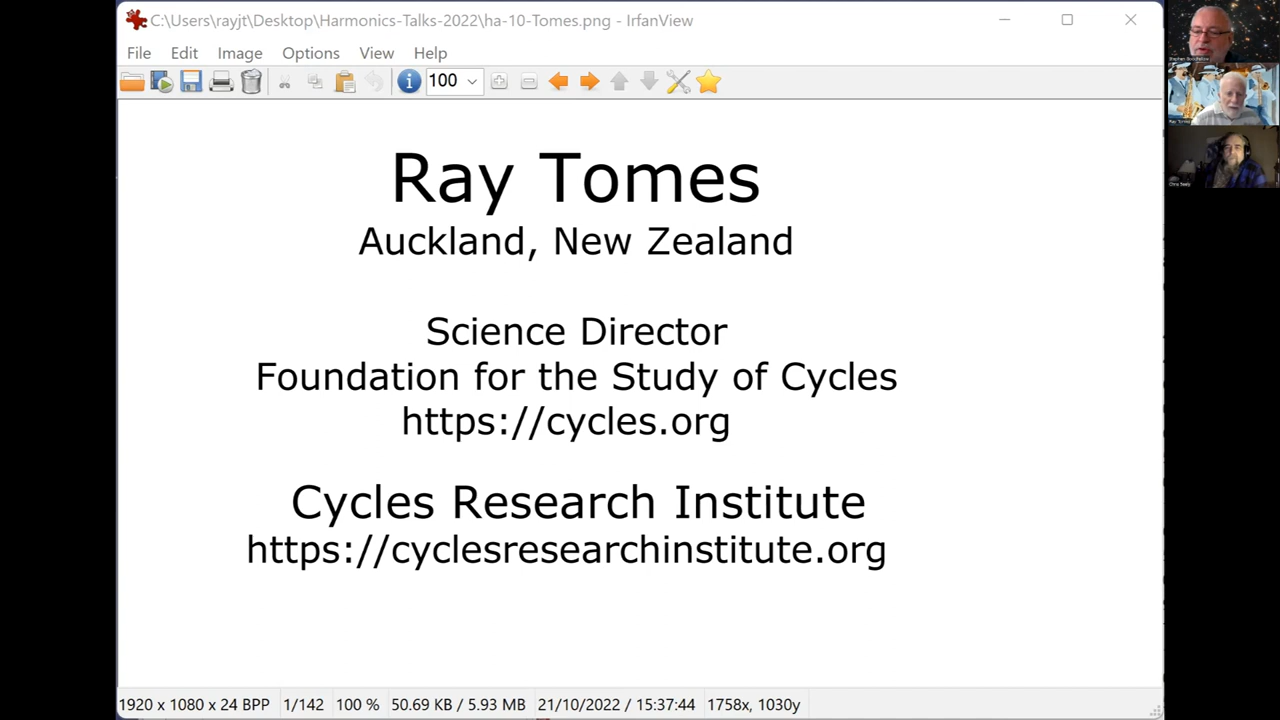 C:\Users\rayjt\Desktop\Harmonics-Talks-2022\ha-10-Tomes.png - IrfanView
File Edit Image Options View Help
100
Ray Tomes
Auckland, New Zealand
Science Director
Foundation for the Study of Cycles
https://cycles.org
Cycles Research Institute
https://cyclesresearchinstitute.org
1920 x 1080 x 24 BPP 1/142 100 % 50.69 KB / 5.93 MB 21/10/2022 / 15:37:44 1758x, 1030y